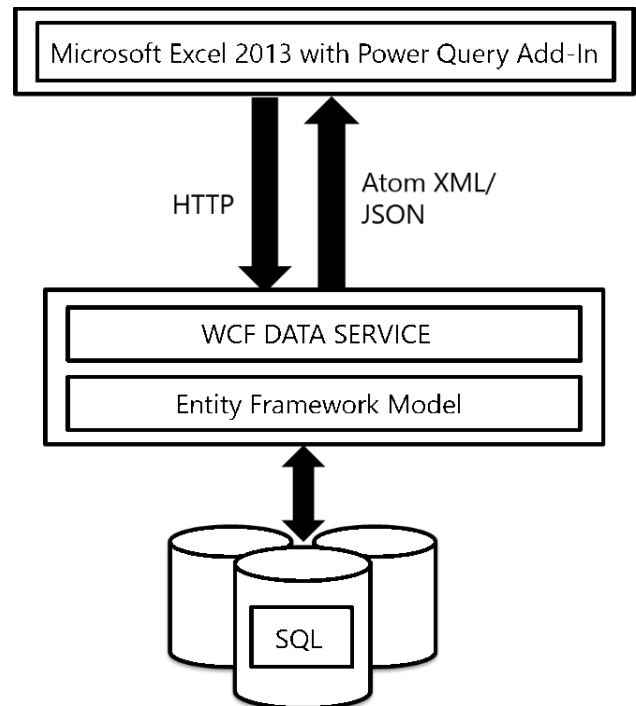 Microsoft Excel 2013 with Power Query Add-In
HTTP
Atom XML/
JSON
WCF DATA SERVICE
Entity Framework Model
SQL